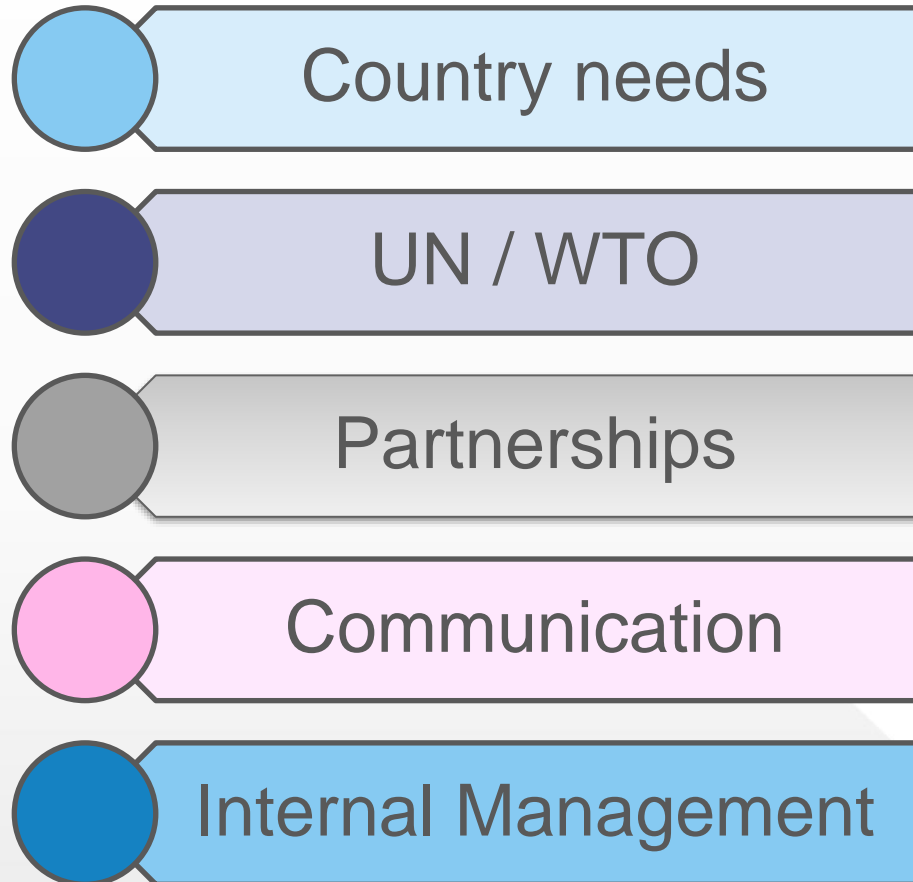 Country needs
UN / WTO
Partnerships
Communication
Internal Management